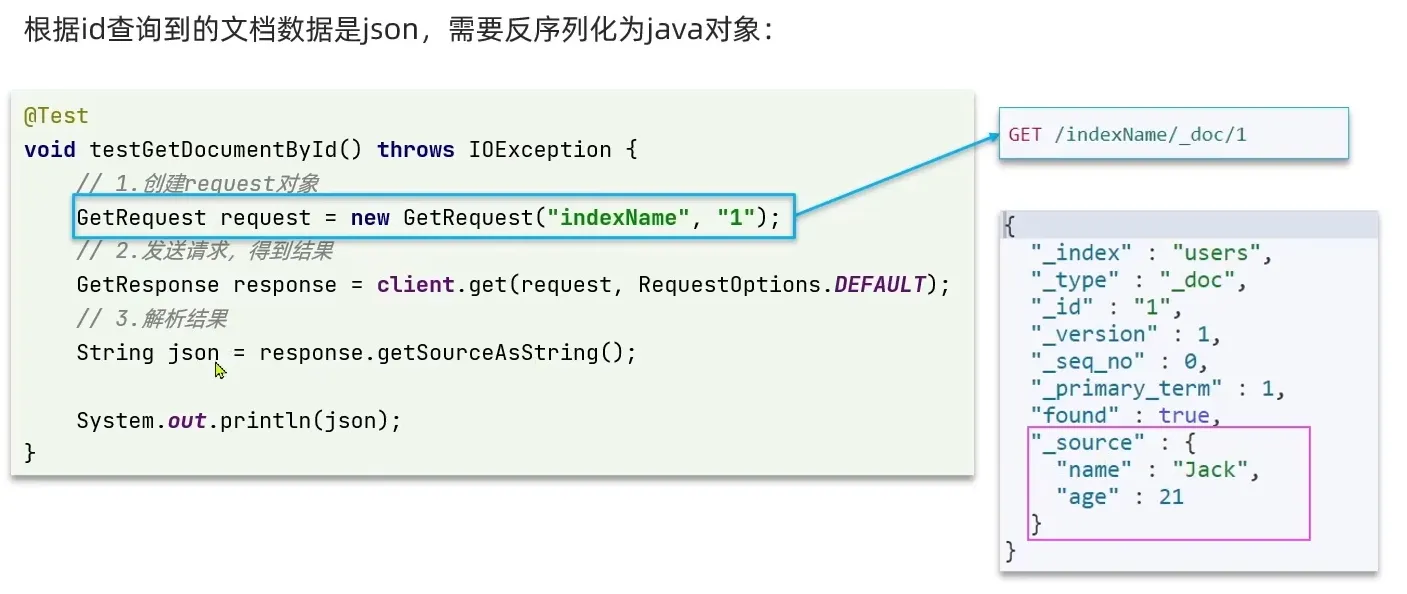 根据id查询到的文档数据是json，需要反序列化为java对象：
@Test
void testGetDocumentById() throws IOException {
// 1.创建request对象
GetRequest request = new GetRequest("indexName", "1");
// 2.发送请求，得到结果
GetResponse response = client.get(request, RequestOptions.DEFAULT);
// 3.解析结果
String json = response.getSourceAsString();
System.out.println(json);
}
GET /indexName/_doc/1
{
"_index" : "users",
"_type" : "_doc",
"_id" : "1",
"_version" : 1,
"_seq_no" : 0,
"_primary_term" : 1,
"found" : true,
"_source" : {
"name" : "Jack",
"age" : 21
}
}